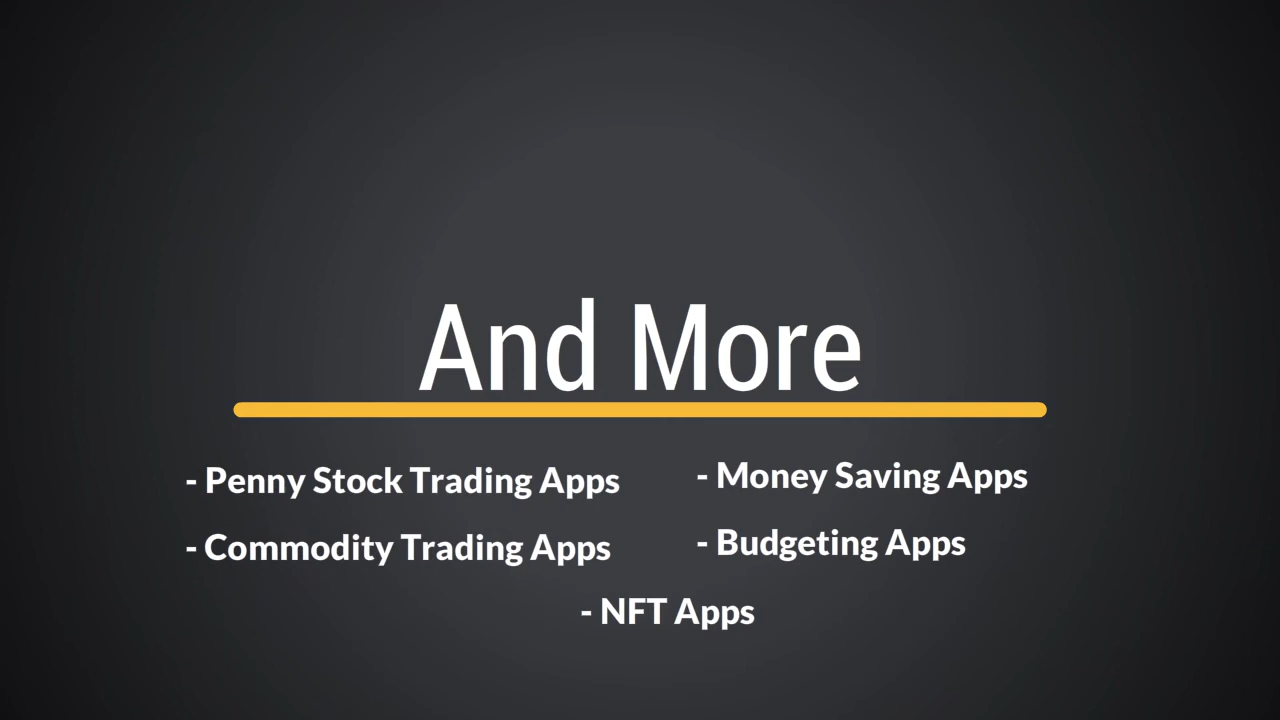 And More
- Penny Stock Trading Apps
- Money Saving Apps
- Commodity Trading Apps
- Budgeting Apps
- NFT Apps